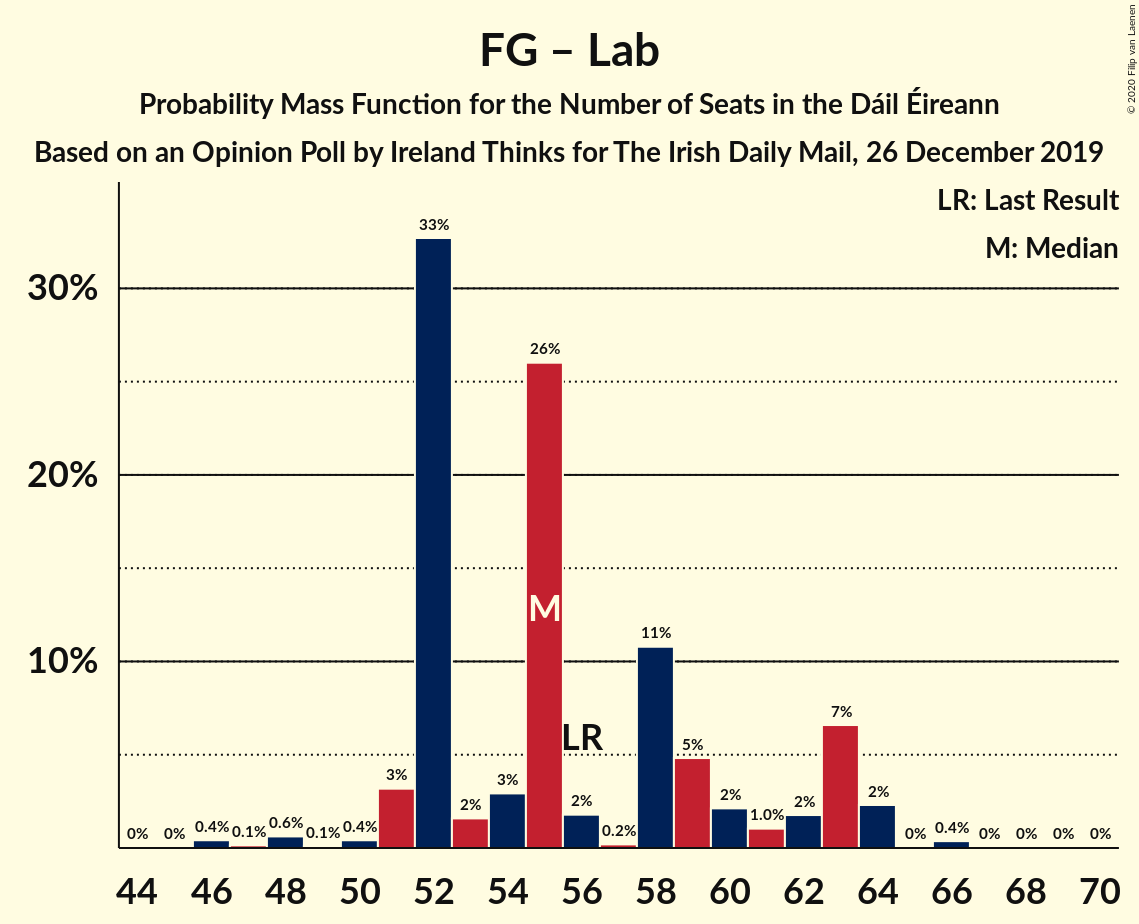 FG – Lab
Probability Mass Function for the Number of Seats in the Dáil Éireann
Based on an Opinion Poll by Ireland Thinks for The Irish Daily Mail, 26 December 2019
© 2020 Filip van Laenen
LR: Last Result
M: Median
30%
20%
10%
0% 0% 0.4% 0.1% 0.6% 0.1% 0.4% 3% 33% 2% 3% 26% 2% 0.2% 11% 5% 2% 1.0% 2% 7% 2% 0% 0.4% 0% 0% 0% 0%
M
LR
44 46 48 50 52 54 56 58 60 62 64 66 68 70